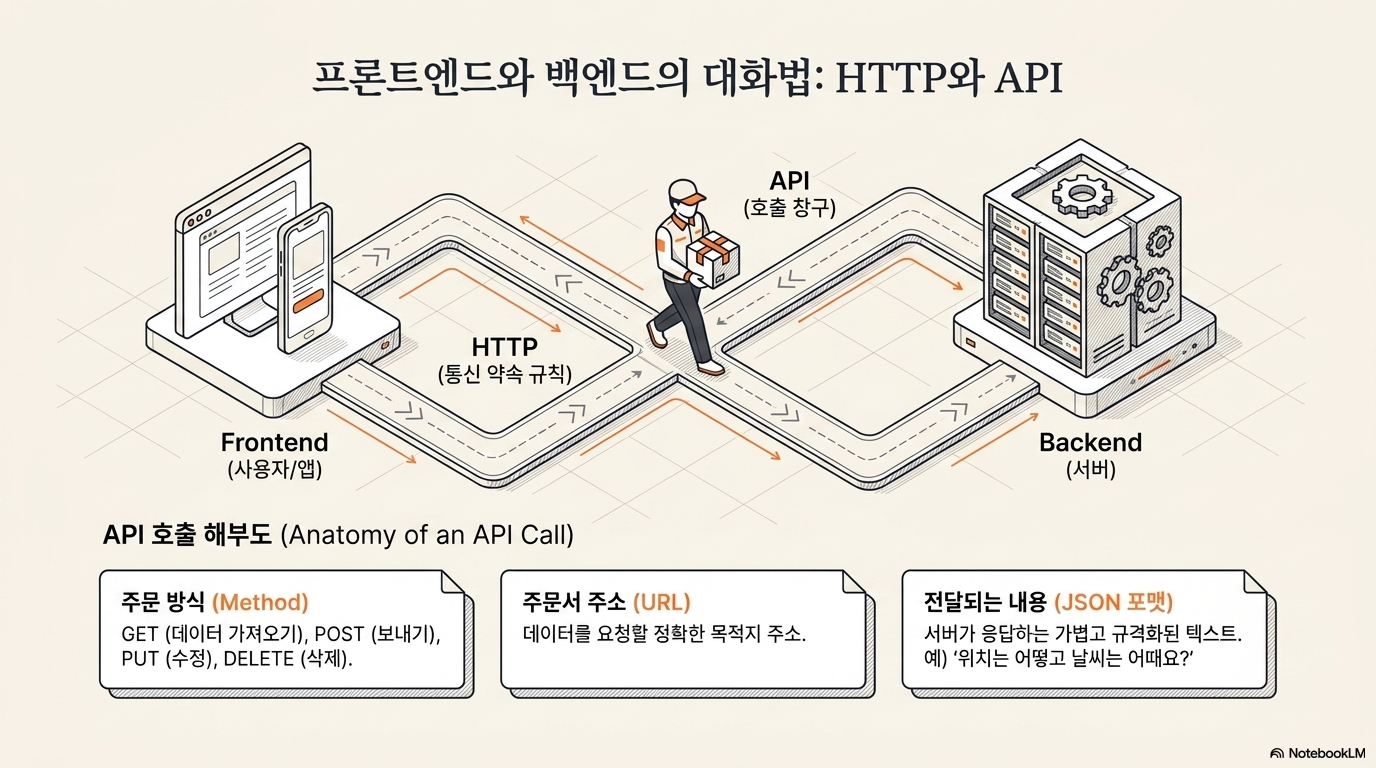 프론트엔드와 백엔드의 대화법: HTTP와 API
API
(호출 창구)
HTTP
(통신 약속 규칙)
Frontend
(사용자/앱)
Backend
(서버)
API 호출 해부도 (Anatomy of an API Call)
주문 방식 (Method)
GET (데이터 가져오기), POST (보내기),
PUT (수정), DELETE (삭제).
주문서 주소 (URL)
데이터를 요청할 정확한 목적지 주소.
전달되는 내용 (JSON 포맷)
서버가 응답하는 가볍고 규격화된 텍스트.
예) ‘위치는 어떻고 날씨는 어때요?’
NotebookLM